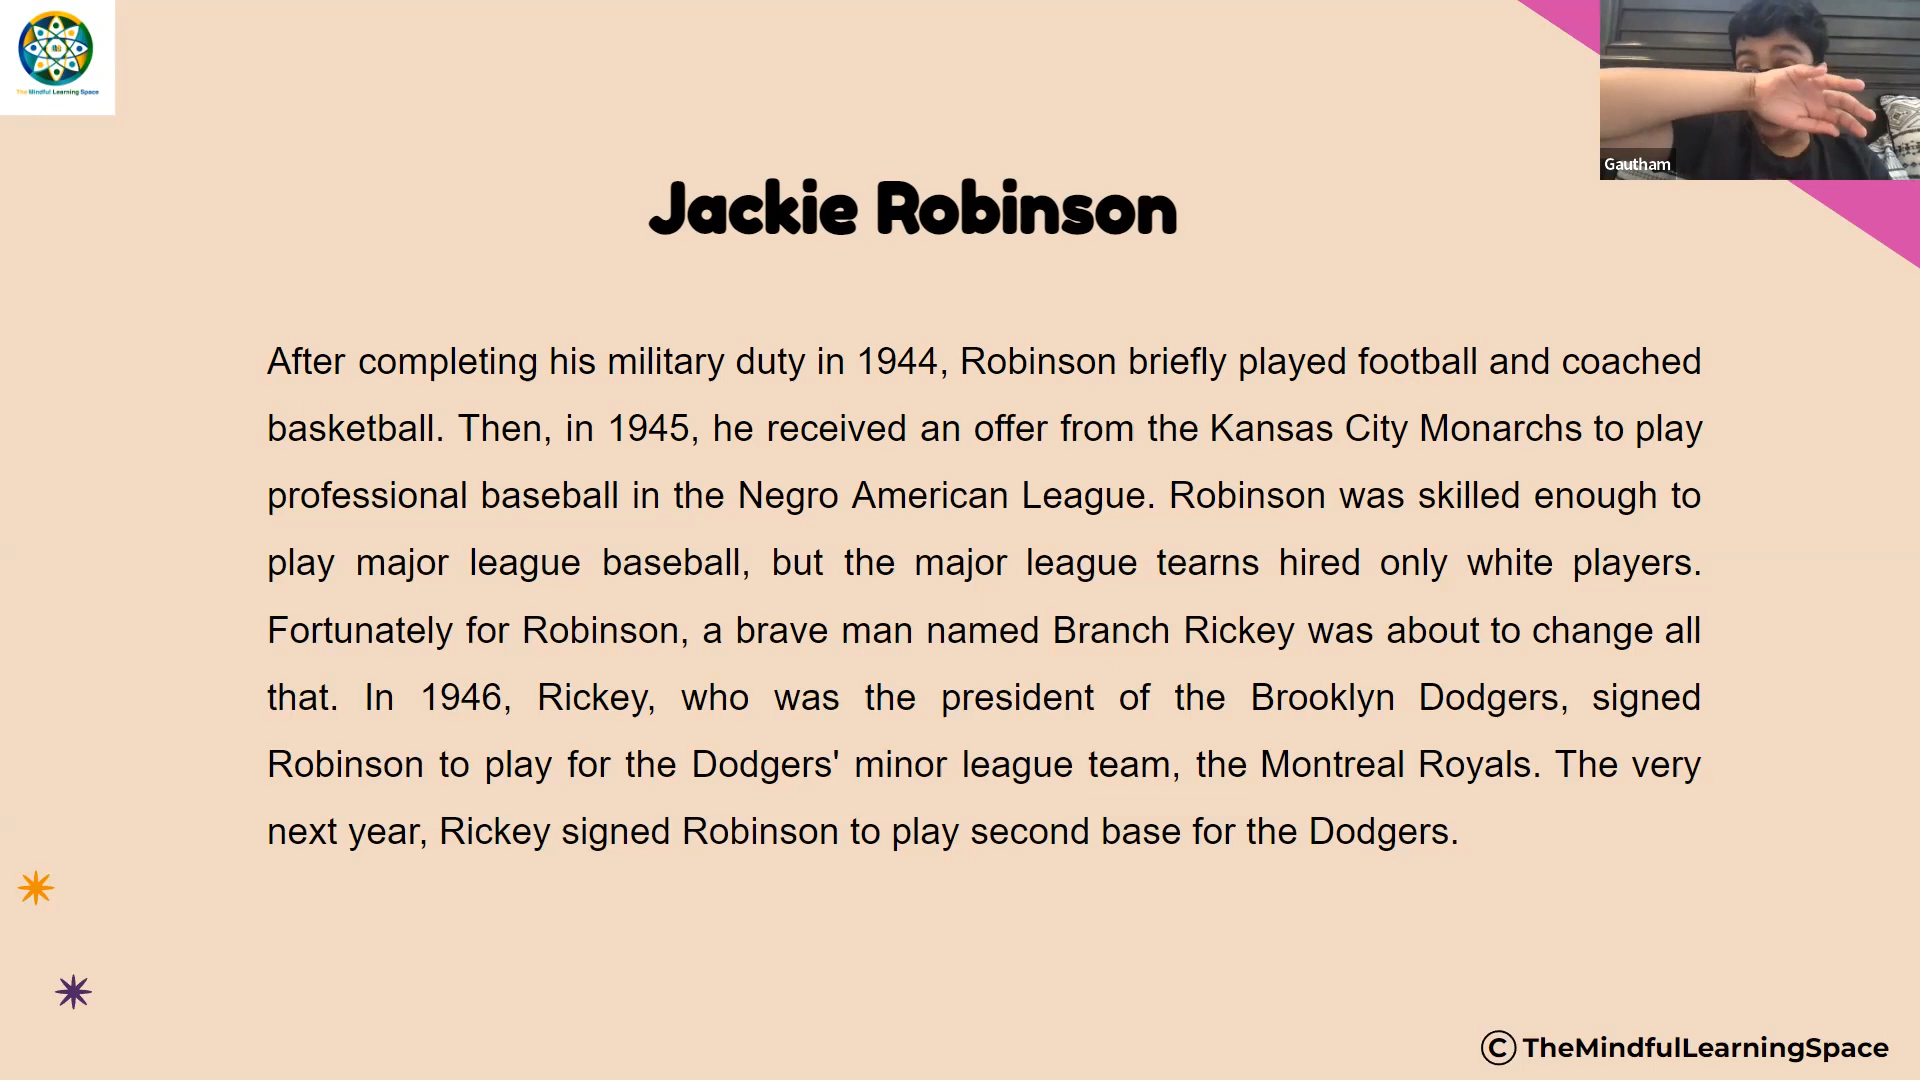 The Mindful Learning Space
Gautham
Jackie Robinson
After completing his military duty in 1944, Robinson briefly played football and coached
basketball. Then, in 1945, he received an offer from the Kansas City Monarchs to play
professional baseball in the Negro American League. Robinson was skilled enough to
play major league baseball, but the major league tearns hired only white players.
Fortunately for Robinson, a brave man named Branch Rickey was about to change all
that. In 1946, Rickey, who was the president of the Brooklyn Dodgers, signed
Robinson to play for the Dodgers' minor league team, the Montreal Royals. The very
next year, Rickey signed Robinson to play second base for the Dodgers.
© TheMindfulLearningSpace